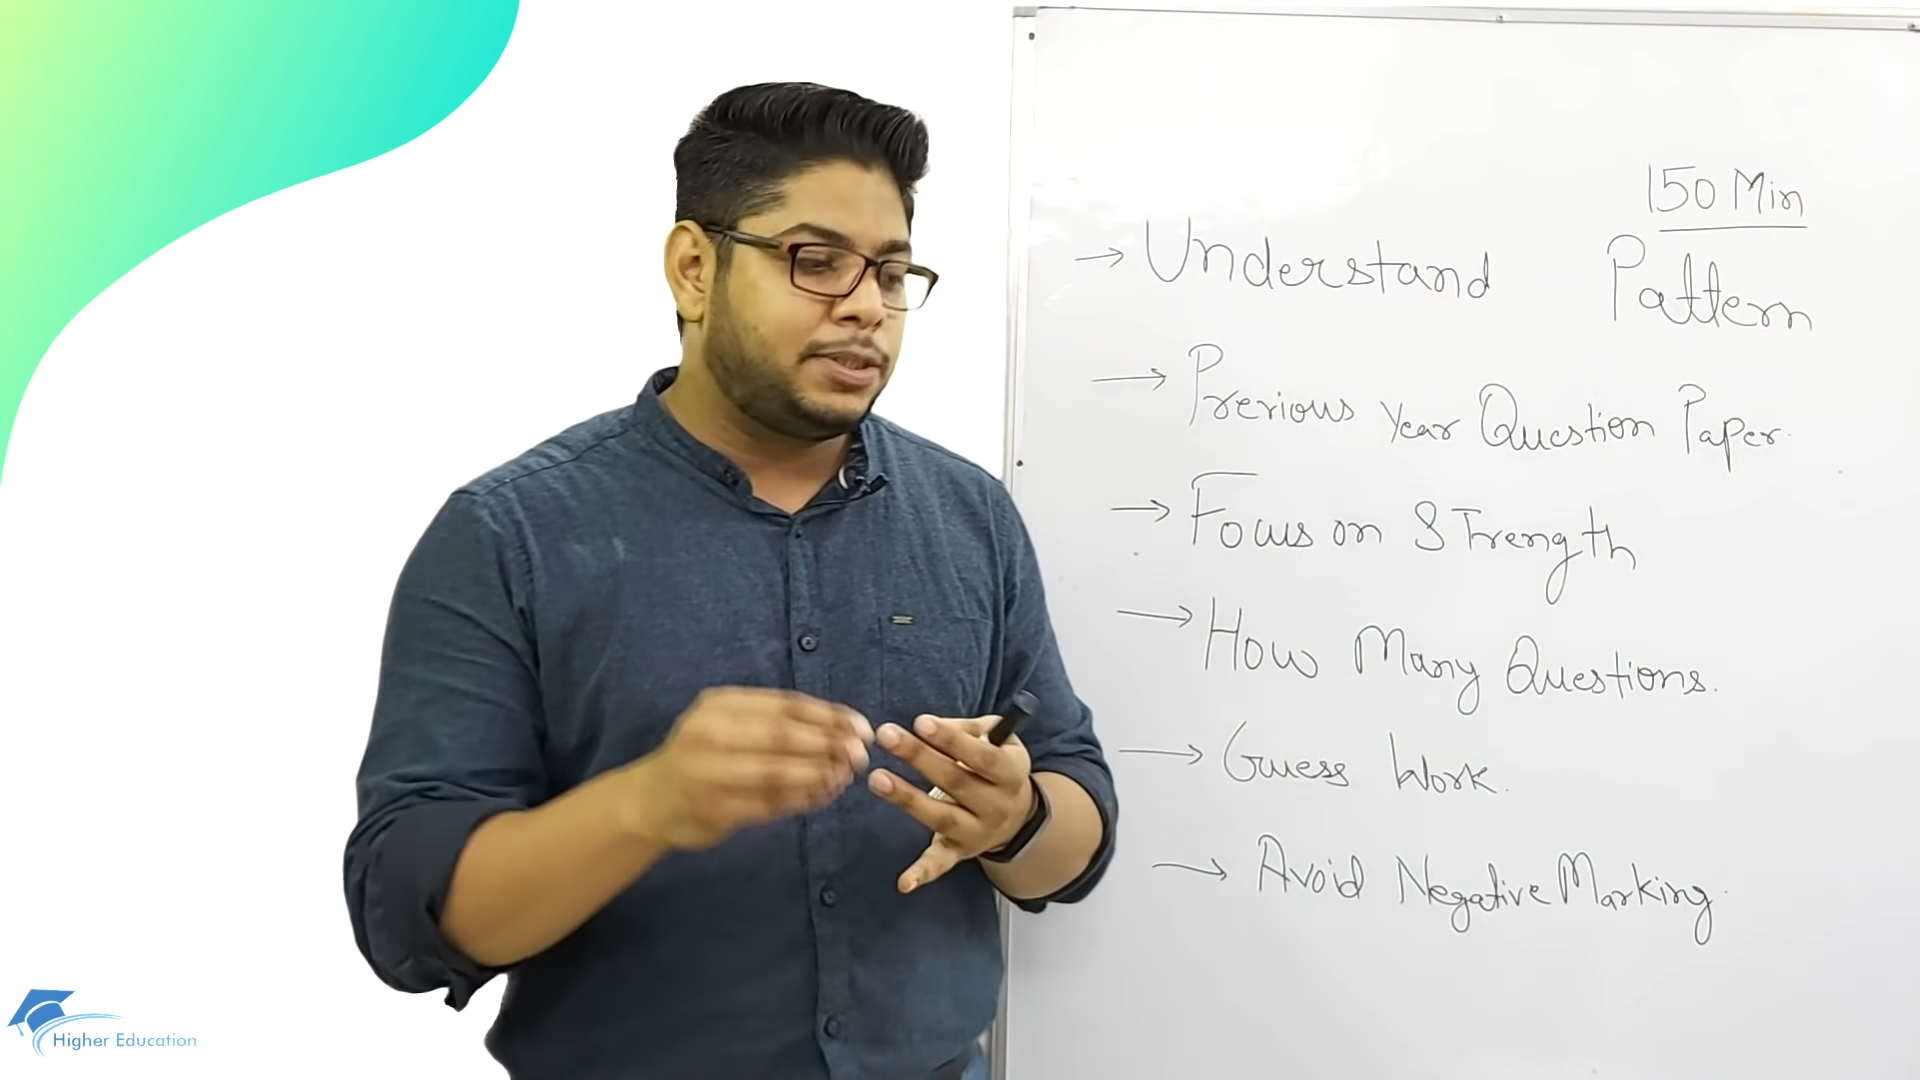 150 Min
→ Understand Pattern
→ Previous Year Question Paper.
→ Focus on Strength
→ How Many Questions.
→ Guess Work.
→ Avoid Negative Marking.
Higher Education